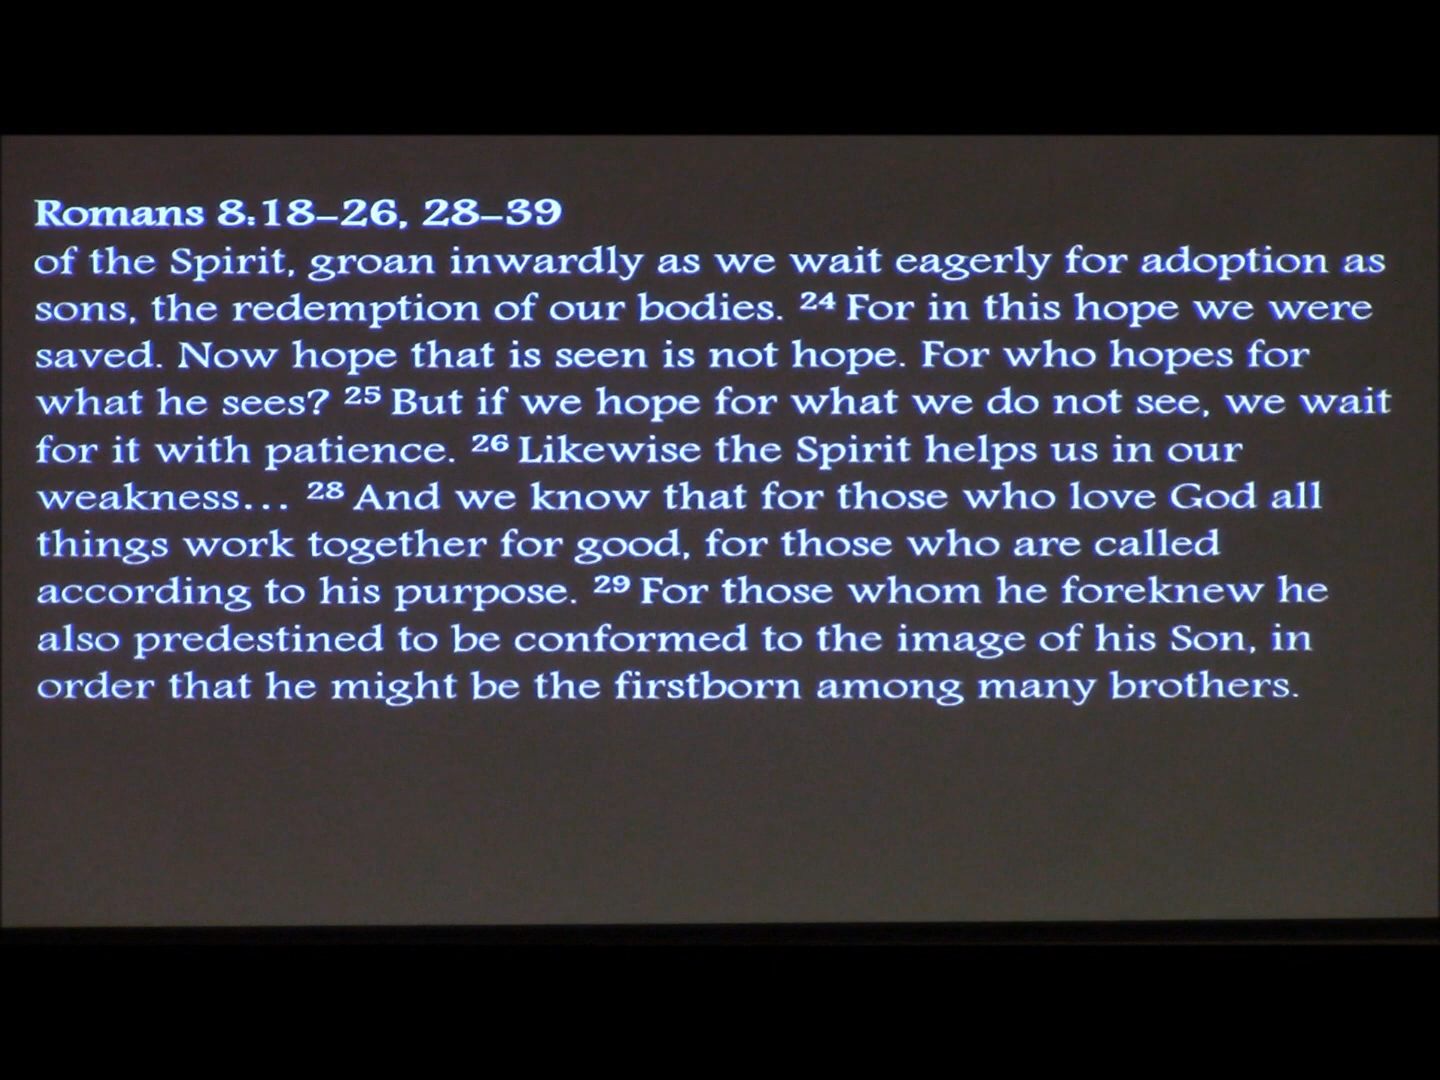 Romans 8:18–26, 28–39
of the Spirit, groan inwardly as we wait eagerly for adoption as
sons, the redemption of our bodies. 24 For in this hope we were
saved. Now hope that is seen is not hope. For who hopes for
what he sees? 25 But if we hope for what we do not see, we wait
for it with patience. 26 Likewise the Spirit helps us in our
weakness… 28 And we know that for those who love God all
things work together for good, for those who are called
according to his purpose. 29 For those whom he foreknew he
also predestined to be conformed to the image of his Son, in
order that he might be the firstborn among many brothers.